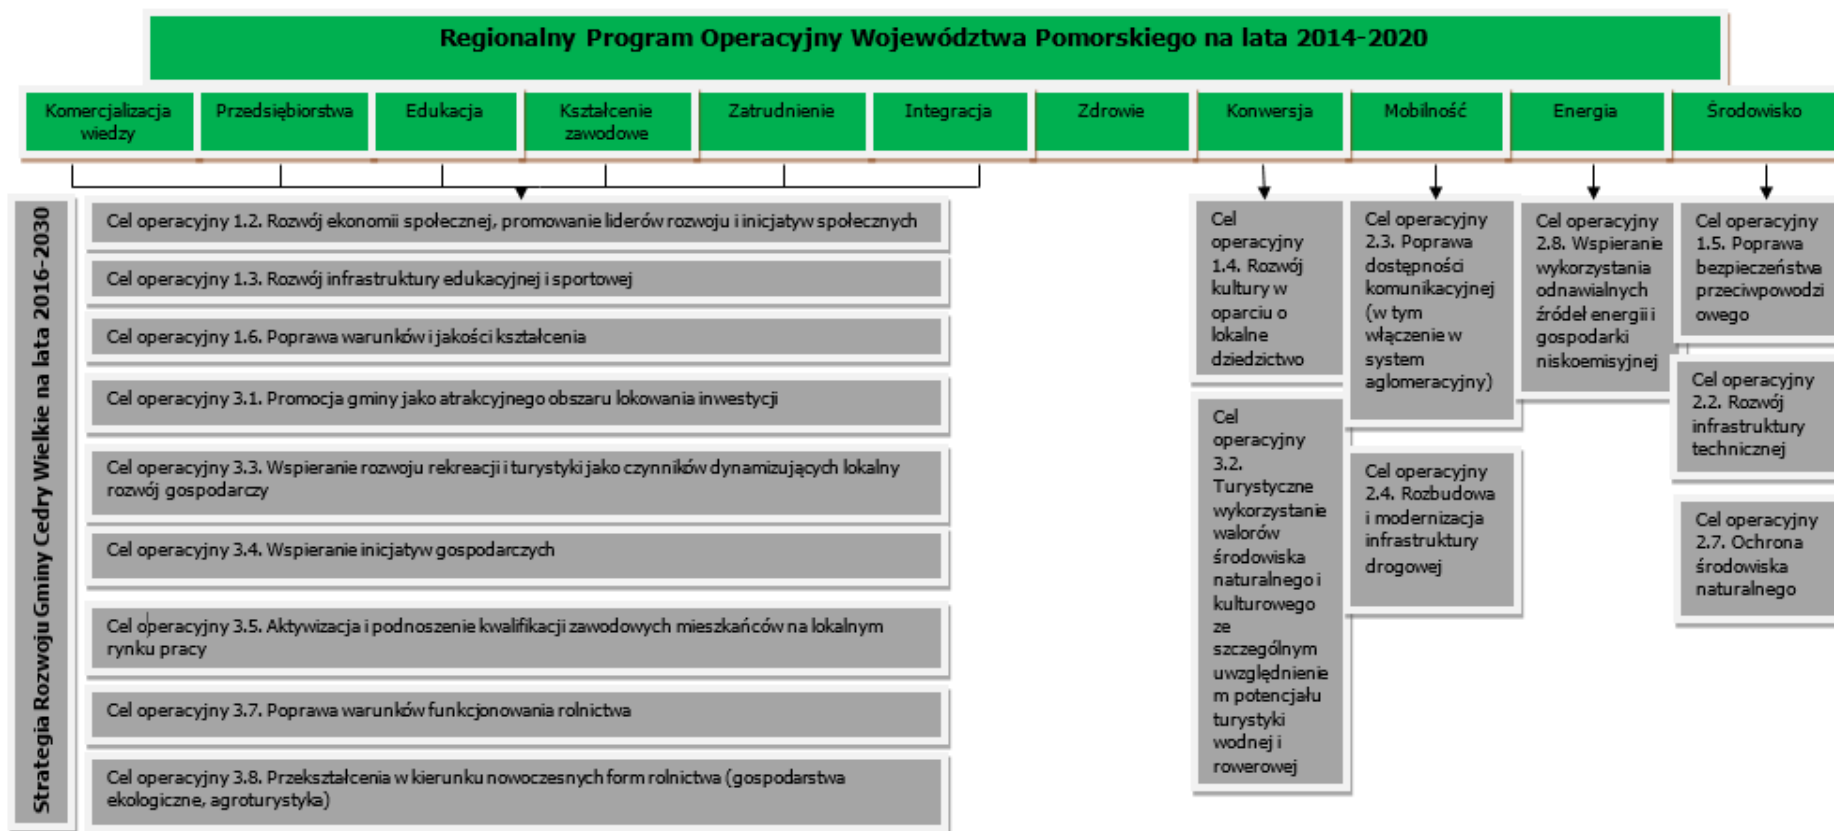 Regionalny Program Operacyjny Województwa Pomorskiego na lata 2014-2020
Komercjalizacja
wiedzy
Przedsiębiorstwa
Edukacja
Kształcenie
zawodowe
Zatrudnienie
Integracja
Zdrowie
Konwersja
Mobilność
Energia
Środowisko
Strategia Rozwoju Gminy Cedry Wielkie na lata 2016-2030
Cel operacyjny 1.2. Rozwój ekonomii społecznej, promowanie liderów rozwoju i inicjatyw społecznych
Cel operacyjny 1.3. Rozwój infrastruktury edukacyjnej i sportowej
Cel operacyjny 1.6. Poprawa warunków i jakości kształcenia
Cel operacyjny 3.1. Promocja gminy jako atrakcyjnego obszaru lokowania inwestycji
Cel operacyjny 3.3. Wspieranie rozwoju rekreacji i turystyki jako czynników dynamizujących lokalny
rozwój gospodarczy
Cel operacyjny 3.4. Wspieranie inicjatyw gospodarczych
Cel operacyjny 3.5. Aktywizacja i podnoszenie kwalifikacji zawodowych mieszkańców na lokalnym
rynku pracy
Cel operacyjny 3.7. Poprawa warunków funkcjonowania rolnictwa
Cel operacyjny 3.8. Przekształcenia w kierunku nowoczesnych form rolnictwa (gospodarstwa
ekologiczne, agroturystyka)
Cel
operacyjny
1.4. Rozwój
kultury w
oparciu o
lokalne
dziedzictwo
Cel
operacyjny
3.2.
Turystyczne
wykorzystanie
walorów
środowiska
naturalnego i
kulturowego
ze
szczególnym
uwzględnienie
m potencjału
turystyki
wodnej i
rowerowej
Cel operacyjny
2.3. Poprawa
dostępności
komunikacyjnej
(w tym
włączenie w
system
aglomeracyjny)
Cel operacyjny
2.4. Rozbudowa
i modernizacja
infrastruktury
drogowej
Cel operacyjny
2.8. Wspieranie
wykorzystania
odnawialnych
źródeł energii i
gospodarki
niskoemisyjnej
Cel operacyjny
1.5. Poprawa
bezpieczeństwa
przeciwpowodzi
owego
Cel operacyjny
2.2. Rozwój
infrastruktury
technicznej
Cel operacyjny
2.7. Ochrona
środowiska
naturalnego